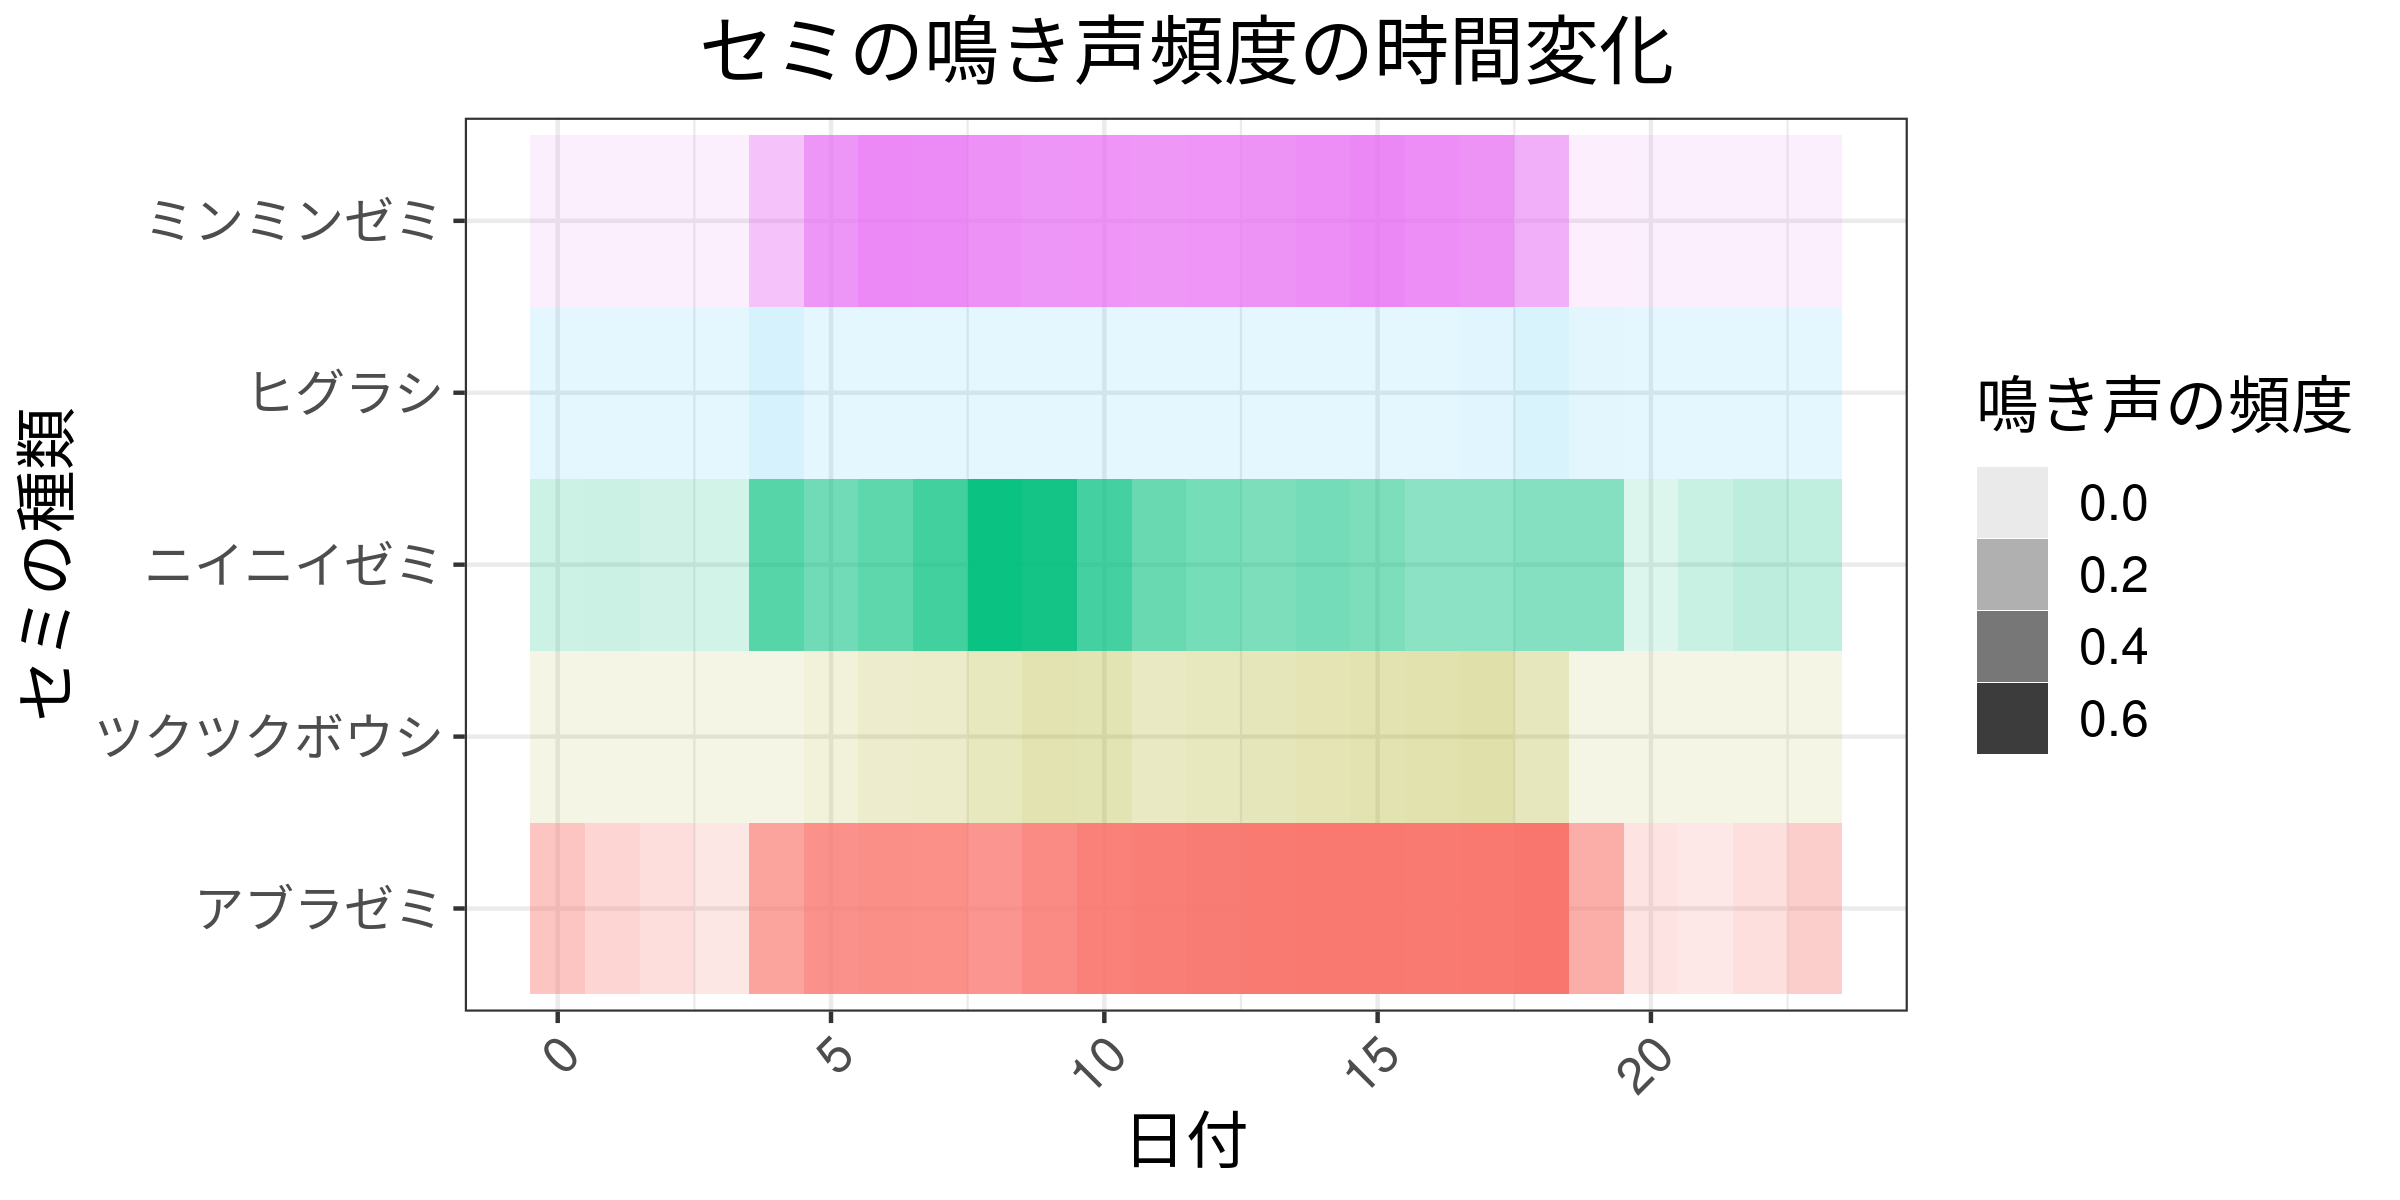 セミの鳴き声頻度の時間変化
セミの種類
ミンミンゼミ
ヒグラシ
ニイニイゼミ
ツクツクボウシ
アブラゼミ
0
5
10
15
20
日付
鳴き声の頻度
0.0
0.2
0.4
0.6